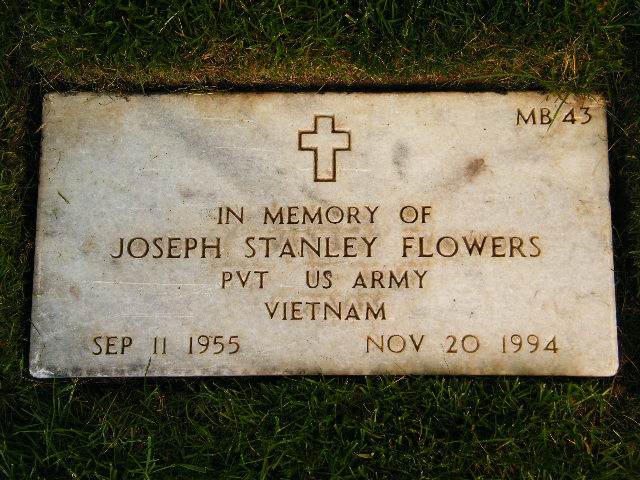 MB 43
IN MEMORY OF
JOSEPH STANLEY FLOWERS
PVT US ARMY
VIETNAM
SEP 11 1955 NOV 20 1994